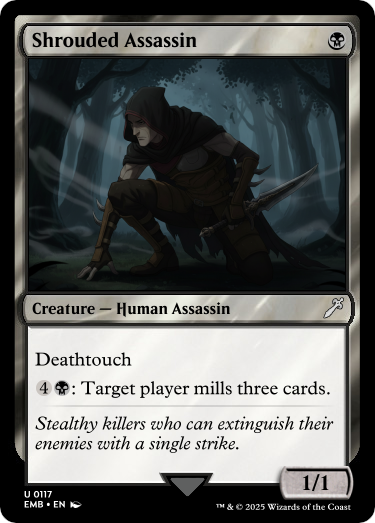 Shrouded Assassin
Creature — Human Assassin
Deathtouch
4 : Target player mills three cards.
Stealthy killers who can extinguish their
enemies with a single strike.
1/1
U 0117
EMB • EN
™ & © 2025 Wizards of the Coast